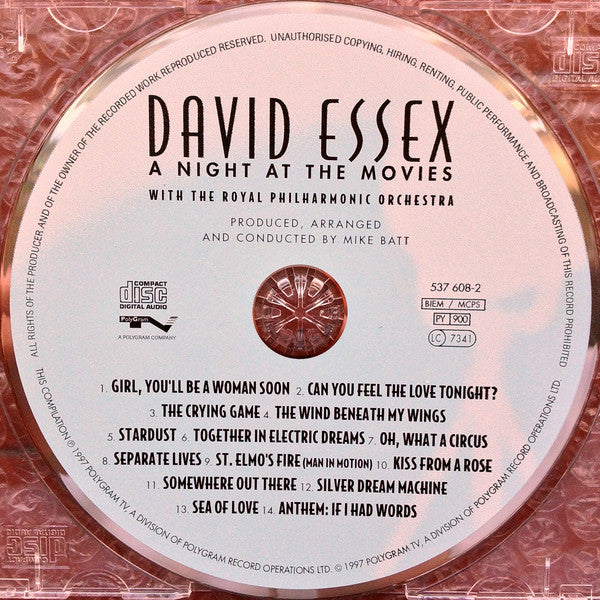 ALL RIGHTS OF THE PRODUCER AND OF THE OWNER OF THE RECORDED WORK REPRODUCED RESERVED. UNAUTHORISED COPYING, HIRING, RENTING, PUBLIC PERFORMANCE AND BROADCASTING OF THIS RECORD PROHIBITED
DAVID ESSEX
A NIGHT AT THE MOVIES
WITH THE ROYAL PHILHARMONIC ORCHESTRA
PRODUCED, ARRANGED
AND CONDUCTED BY MIKE BATT
COMPACT
disc
DIGITAL AUDIO
PolyGram TV
A POLYGRAM COMPANY
537 608-2
BIEM / MCPS
PY 900
LC 7341
1. GIRL, YOU'LL BE A WOMAN SOON 2. CAN YOU FEEL THE LOVE TONIGHT?
3. THE CRYING GAME 4. THE WIND BENEATH MY WINGS
5. STARDUST 6. TOGETHER IN ELECTRIC DREAMS 7. OH, WHAT A CIRCUS
8. SEPARATE LIVES 9. ST. ELMO'S FIRE (MAN IN MOTION) 10. KISS FROM A ROSE
11. SOMEWHERE OUT THERE 12. SILVER DREAM MACHINE
13. SEA OF LOVE 14. ANTHEM: IF I HAD WORDS
THIS COMPILATION ℗ 1997 POLYGRAM TV, A DIVISION OF POLYGRAM RECORD OPERATIONS LTD. © 1997 POLYGRAM TV, A DIVISION OF POLYGRAM RECORD OPERATIONS LTD.
COMPACT
disc
DIGITAL AUDIO